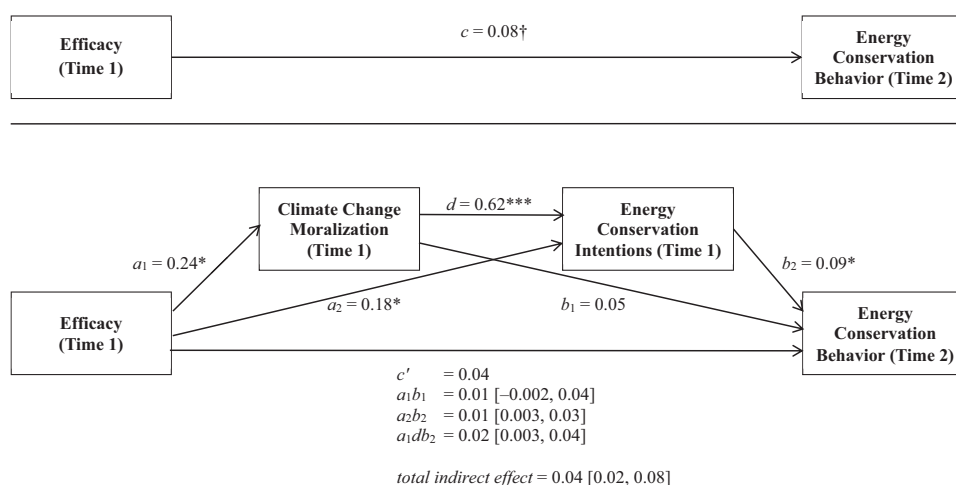 c = 0.08†
Efficacy
(Time 1)
Energy
Conservation
Behavior (Time 2)
Climate Change
Moralization
(Time 1)
d = 0.62***
Energy
Conservation
Intentions (Time 1)
a₁ = 0.24*
a₂ = 0.18*
b₁ = 0.05
b₂ = 0.09*
Efficacy
(Time 1)
Energy
Conservation
Behavior (Time 2)
c′ = 0.04
a₁b₁ = 0.01 [–0.002, 0.04]
a₂b₂ = 0.01 [0.003, 0.03]
a₁db₂ = 0.02 [0.003, 0.04]
total indirect effect = 0.04 [0.02, 0.08]